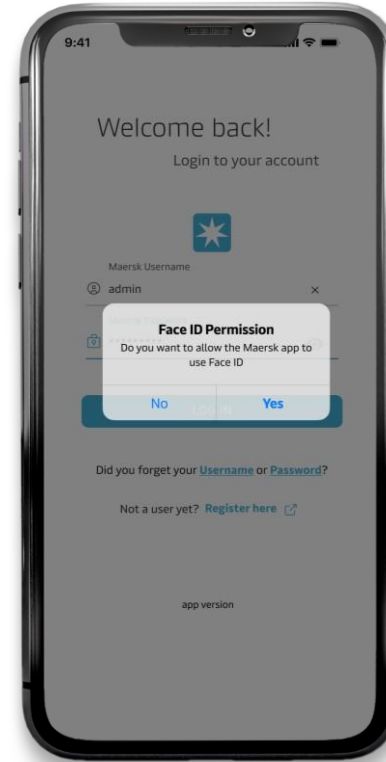 9:41
Welcome back!
Login to your account
Maersk Username
admin
Face ID Permission
Do you want to allow the Maersk app to
use Face ID
No Yes
Did you forget your Username or Password?
Not a user yet? Register here
app version